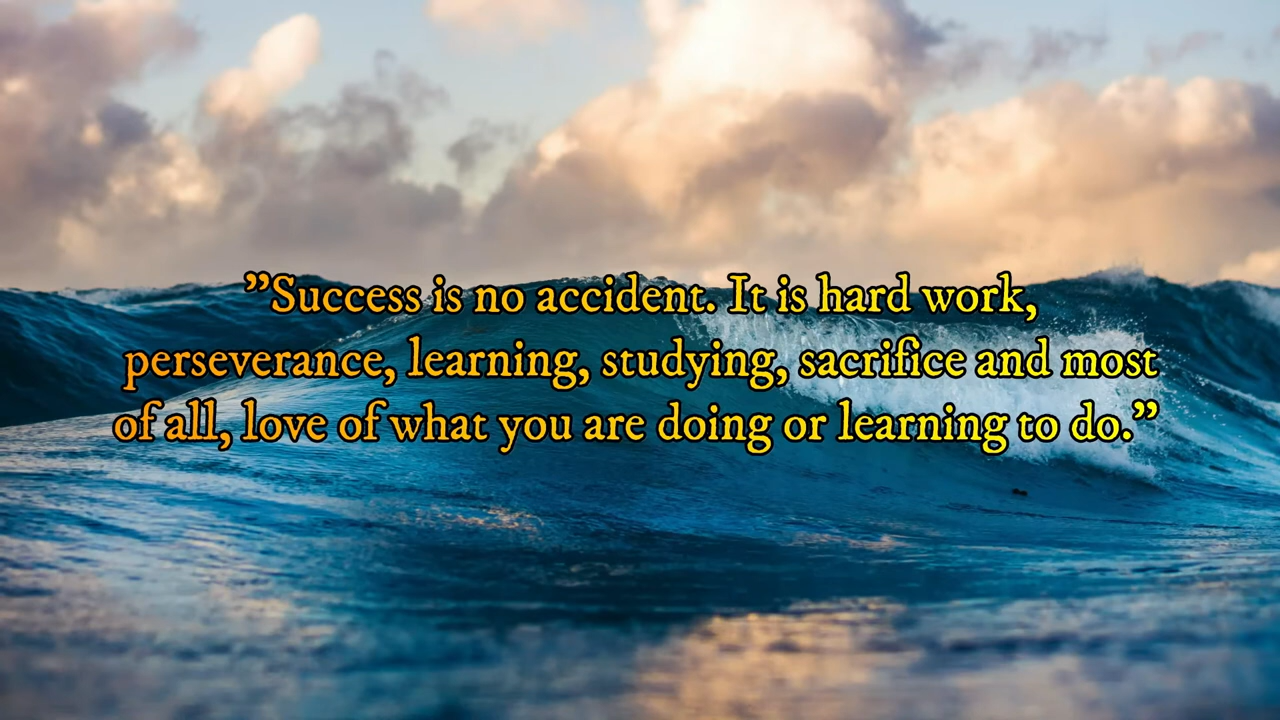 ”Success is no accident. It is hard work,
perseverance, learning, studying, sacrifice and most
of all, love of what you are doing or learning to do.”